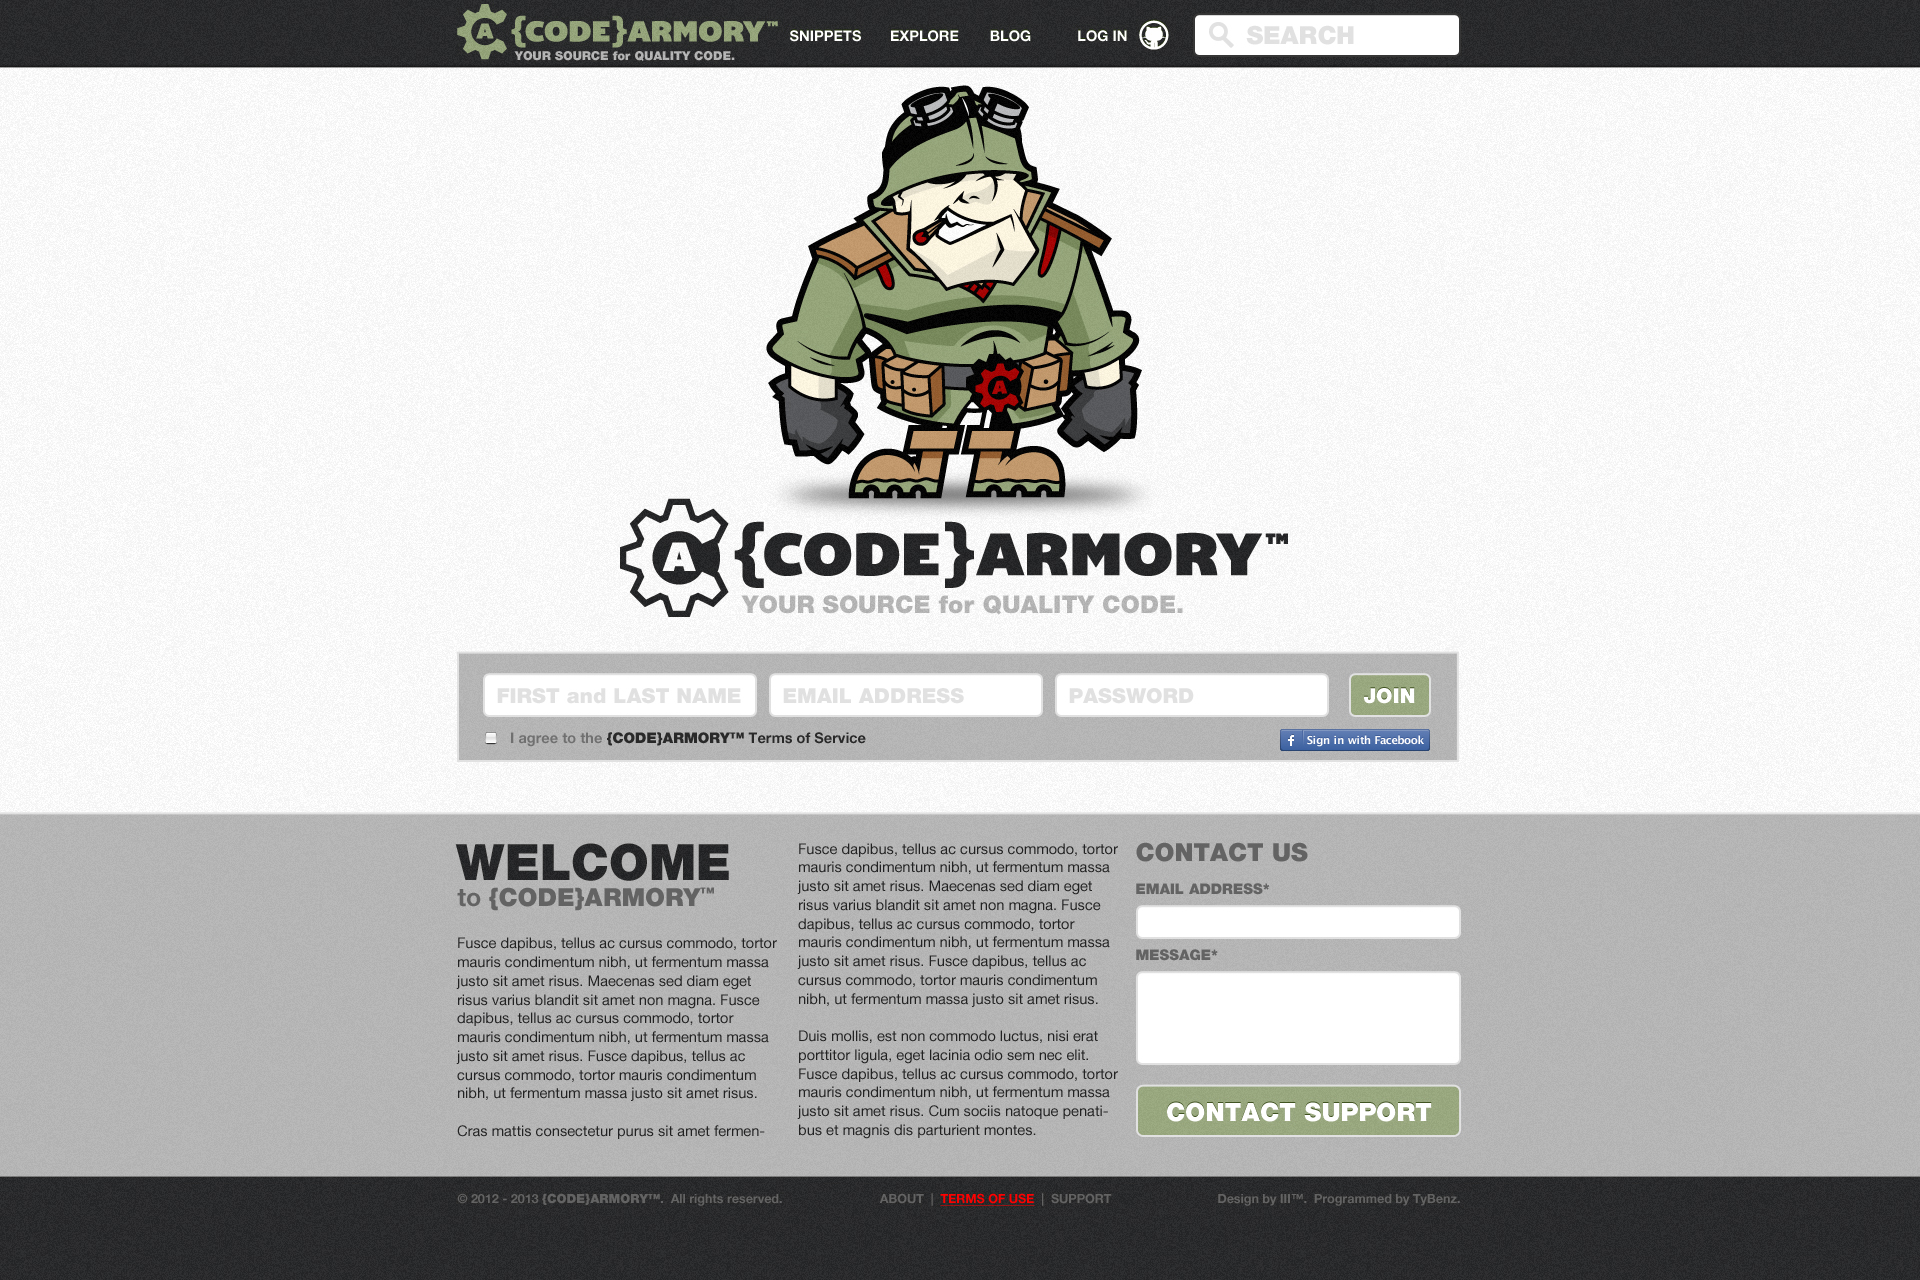 A {CODE}ARMORY™
YOUR SOURCE for QUALITY CODE.
SNIPPETS
EXPLORE
BLOG
LOG IN
SEARCH
A
A {CODE}ARMORY™
YOUR SOURCE for QUALITY CODE.
FIRST and LAST NAME
EMAIL ADDRESS
PASSWORD
JOIN
I agree to the {CODE}ARMORY™ Terms of Service
f Sign in with Facebook
WELCOME
to {CODE}ARMORY™
Fusce dapibus, tellus ac cursus commodo, tortor
mauris condimentum nibh, ut fermentum massa
justo sit amet risus. Maecenas sed diam eget
risus varius blandit sit amet non magna. Fusce
dapibus, tellus ac cursus commodo, tortor
mauris condimentum nibh, ut fermentum massa
justo sit amet risus. Fusce dapibus, tellus ac
cursus commodo, tortor mauris condimentum
nibh, ut fermentum massa justo sit amet risus.
Cras mattis consectetur purus sit amet fermen-
Fusce dapibus, tellus ac cursus commodo, tortor
mauris condimentum nibh, ut fermentum massa
justo sit amet risus. Maecenas sed diam eget
risus varius blandit sit amet non magna. Fusce
dapibus, tellus ac cursus commodo, tortor
mauris condimentum nibh, ut fermentum massa
justo sit amet risus. Fusce dapibus, tellus ac
cursus commodo, tortor mauris condimentum
nibh, ut fermentum massa justo sit amet risus.
Duis mollis, est non commodo luctus, nisi erat
porttitor ligula, eget lacinia odio sem nec elit.
Fusce dapibus, tellus ac cursus commodo, tortor
mauris condimentum nibh, ut fermentum massa
justo sit amet risus. Cum sociis natoque penati-
bus et magnis dis parturient montes.
CONTACT US
EMAIL ADDRESS*
MESSAGE*
CONTACT SUPPORT
© 2012 - 2013 {CODE}ARMORY™. All rights reserved.
ABOUT | TERMS OF USE | SUPPORT
Design by III™. Programmed by TyBenz.